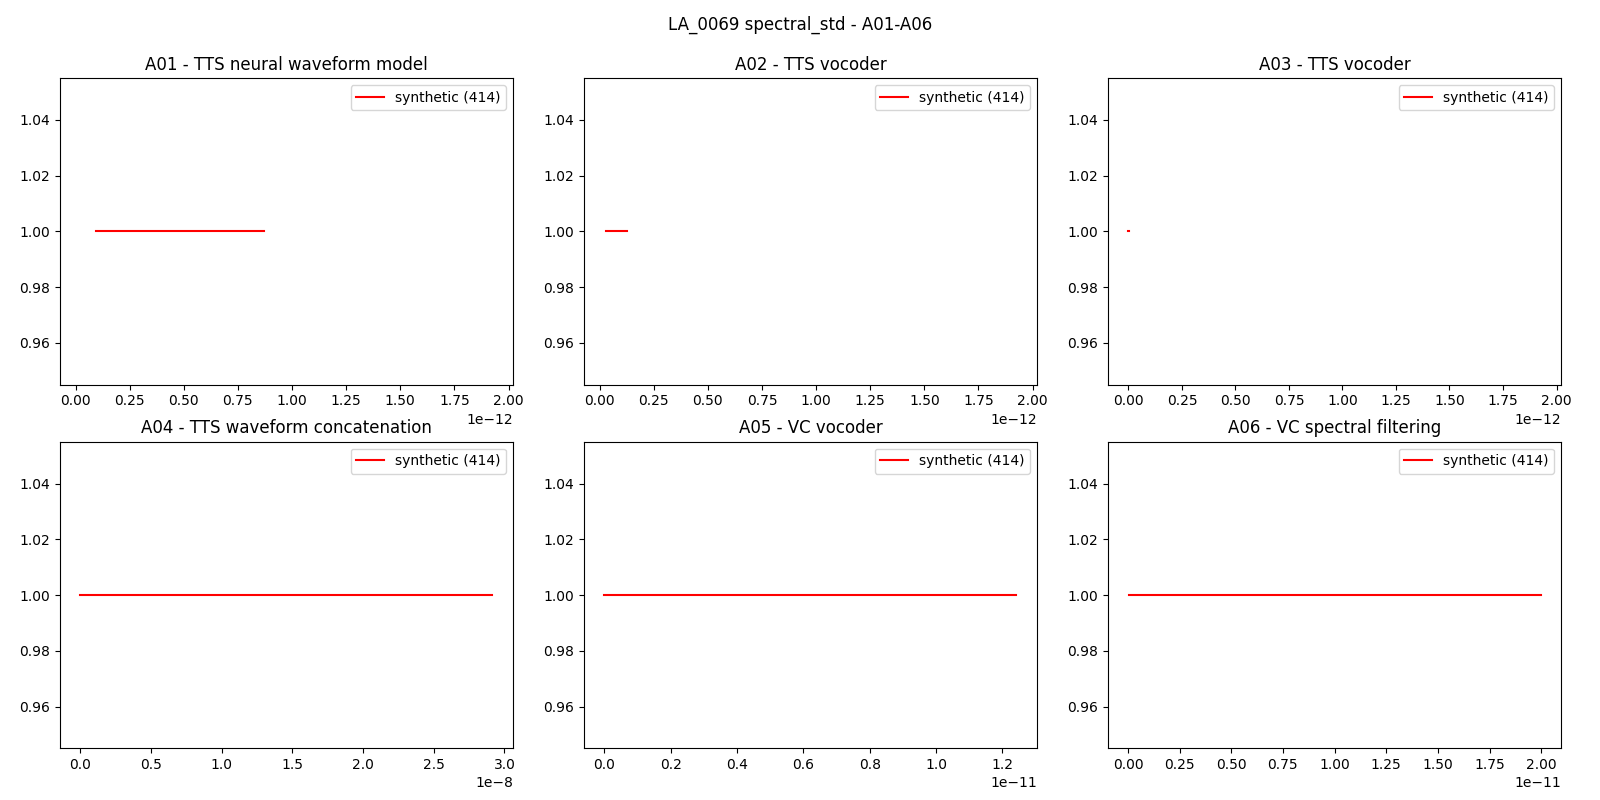 LA_0069 spectral_std - A01-A06
A01 - TTS neural waveform model
synthetic (414)
1.04
1.02
1.00
0.98
0.96
0.00 0.25 0.50 0.75 1.00 1.25 1.50 1.75 2.00
1e−12
A02 - TTS vocoder
synthetic (414)
1.04
1.02
1.00
0.98
0.96
0.00 0.25 0.50 0.75 1.00 1.25 1.50 1.75 2.00
1e−12
A03 - TTS vocoder
synthetic (414)
1.04
1.02
1.00
0.98
0.96
0.00 0.25 0.50 0.75 1.00 1.25 1.50 1.75 2.00
1e−12
A04 - TTS waveform concatenation
synthetic (414)
1.04
1.02
1.00
0.98
0.96
0.0 0.5 1.0 1.5 2.0 2.5 3.0
1e−8
A05 - VC vocoder
synthetic (414)
1.04
1.02
1.00
0.98
0.96
0.0 0.2 0.4 0.6 0.8 1.0 1.2
1e−11
A06 - VC spectral filtering
synthetic (414)
1.04
1.02
1.00
0.98
0.96
0.00 0.25 0.50 0.75 1.00 1.25 1.50 1.75 2.00
1e−11